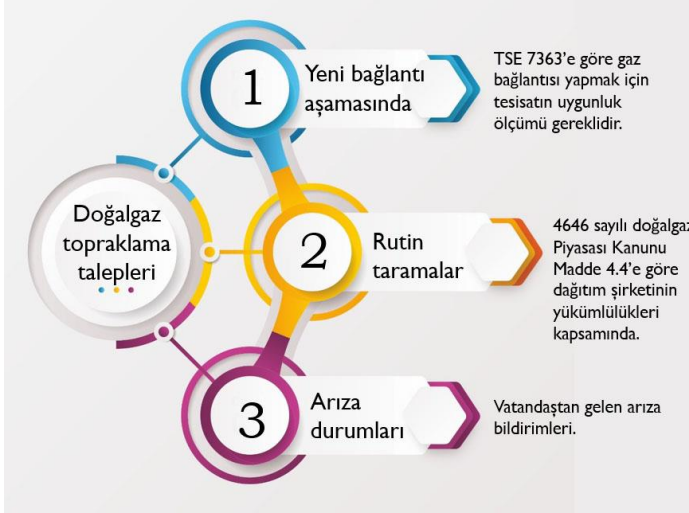 Doğalgaz
topraklama
talepleri
1
Yeni bağlantı
aşamasında
TSE 7363’e göre gaz
bağlantısı yapmak için
tesisatın uygunluk
ölçümü gereklidir.
2
Rutin
taramalar
4646 sayılı doğalgaz
Piyasası Kanunu
Madde 4.4’e göre
dağıtım şirketinin
yükümlülükleri
kapsamında.
3
Arıza
durumları
Vatandaştan gelen arıza
bildirimleri.